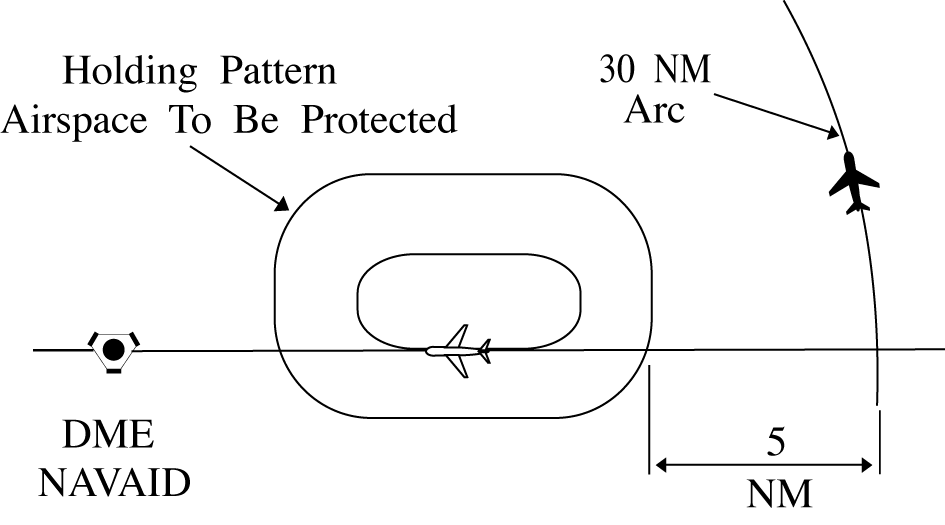 Holding Pattern
Airspace To Be Protected
30 NM
Arc
DME
NAVAID
5
NM